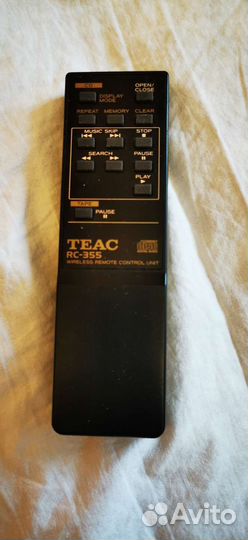 CD
DISPLAY MODE
OPEN/CLOSE
REPEAT MEMORY CLEAR
MUSIC SKIP STOP
SEARCH PAUSE
PLAY
TAPE
PAUSE
TEAC
RC-355
WIRELESS REMOTE CONTROL UNIT
Avito